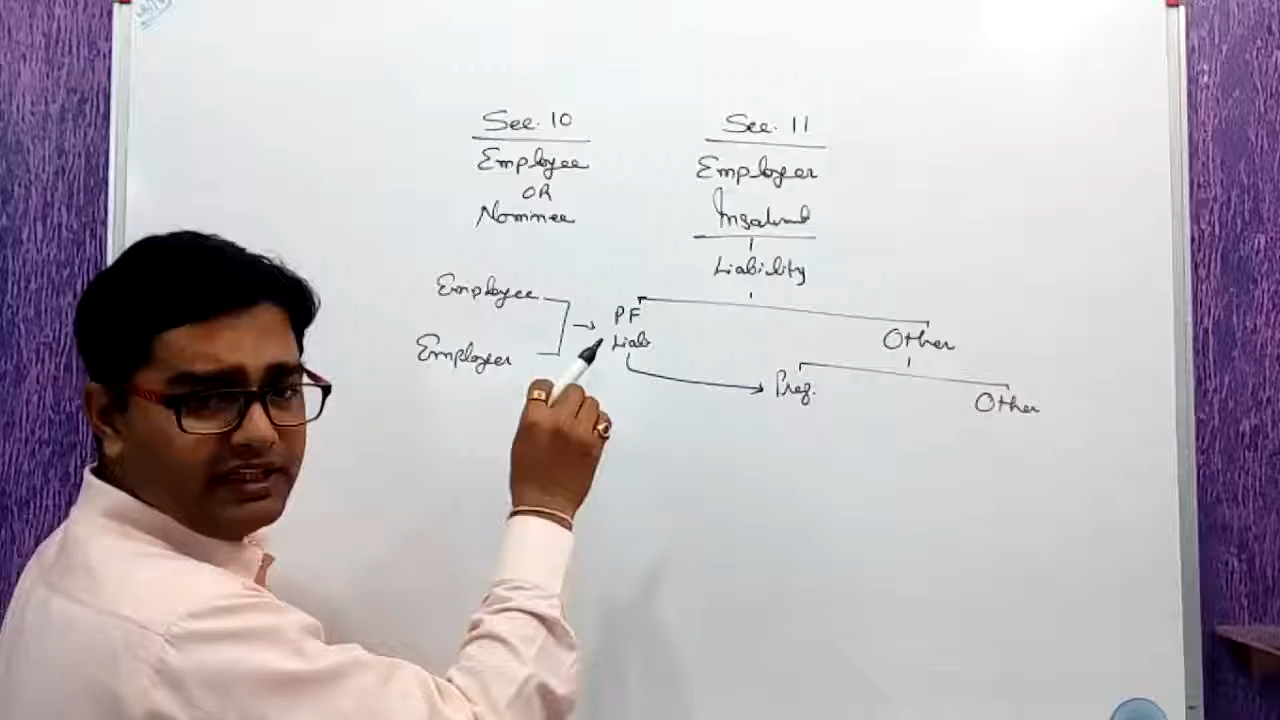 Sec. 10
Employee
OR
Nominee
Sec. 11
Employer
Insolvent
Liability
Employee
Employer
PF
Liab
Other
Pref.
Other